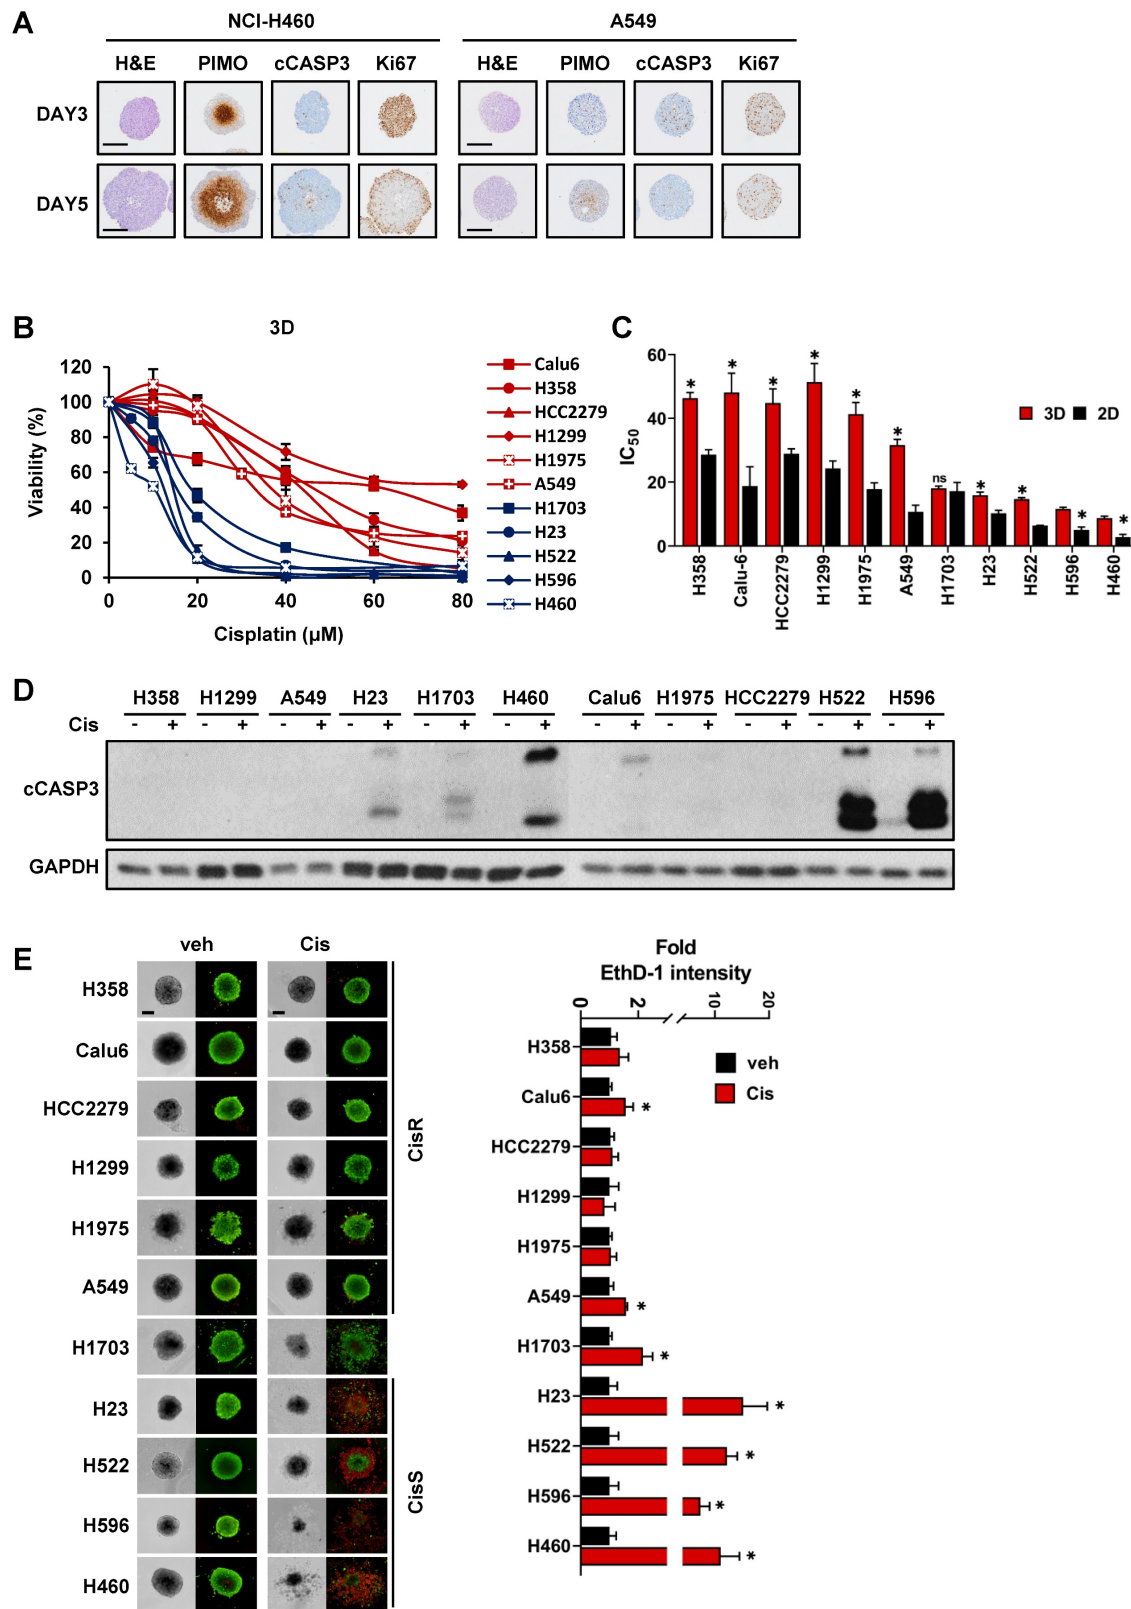 A
NCI-H460 A549
H&E PIMO cCASP3 Ki67 H&E PIMO cCASP3 Ki67
DAY3
DAY5
B
3D
120
100
80
60
40
20
0
Viability (%)
0 20 40 60 80
Cisplatin (µM)
Calu6
H358
HCC2279
H1299
H1975
A549
H1703
H23
H522
H596
H460
C
60
40
20
0
IC50
* * * * * * ns * * * *
3D 2D
H358 Calu-6 HCC2279 H1299 H1975 A549 H1703 H23 H522 H596 H460
D
H358 H1299 A549 H23 H1703 H460 Calu6 H1975 HCC2279 H522 H596
Cis - + - + - + - + - + - + - + - + - + - + - +
cCASP3
GAPDH
E
veh Cis
H358
Calu6
HCC2279
H1299
H1975
A549
H1703
H23
H522
H596
H460
CisR
CisS
Fold
EthD-1 intensity
0 2 10 20
veh
Cis
H358
Calu6 *
HCC2279
H1299
H1975
A549 *
H1703 *
H23 *
H522 *
H596 *
H460 *